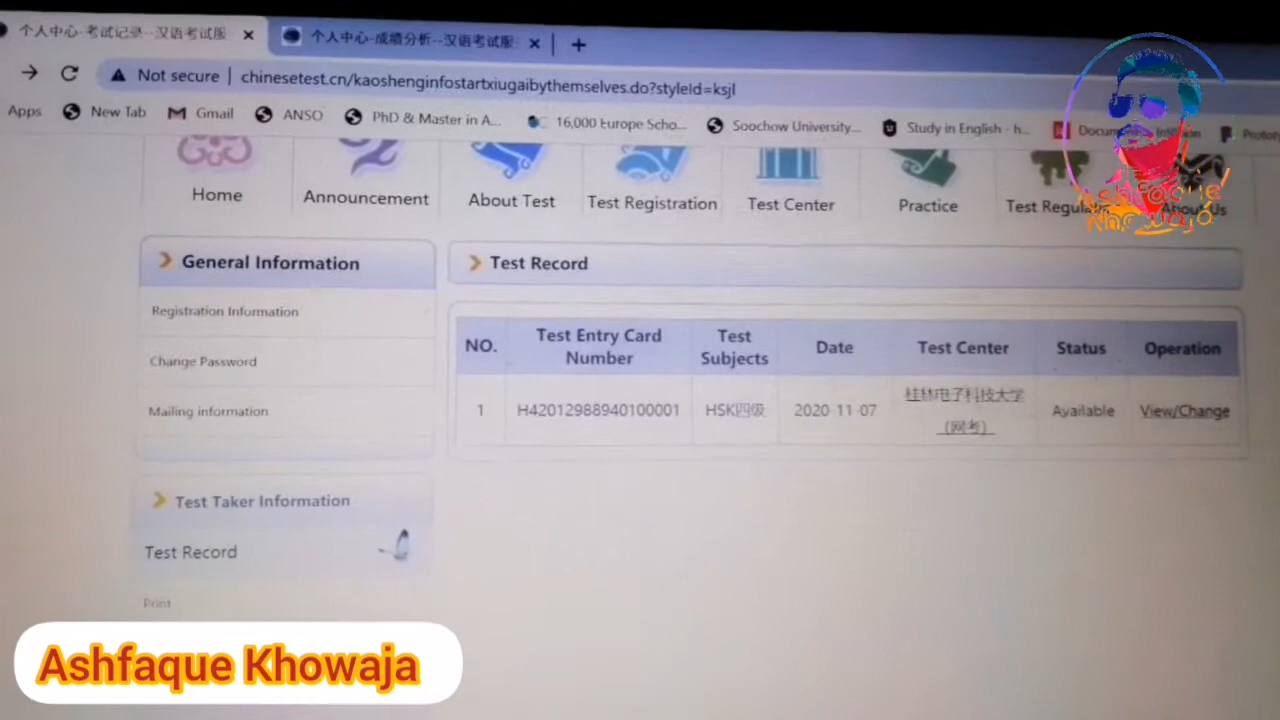 个人中心-考试记录--汉语考试服
个人中心-成绩分析--汉语考试服
Not secure | chinesetest.cn/kaoshenginfostartxiugaibythemselves.do?styleId=ksjl
Apps
New Tab
Gmail
ANSO
PhD & Master in A...
16,000 Europe Scho...
Soochow University...
Study in English - h...
Home
Announcement
About Test
Test Registration
Test Center
Practice
Test
About Us
Ashfaque
Khowaja
General Information
Registration Information
Change Password
Mailing information
Test Taker Information
Test Record
Print
Test Record
NO.
Test Entry Card
Number
Test
Subjects
Date
Test Center
Status
Operation
1
H42012988940100001
HSK四级
2020-11-07
桂林电子科技大学
(网考)
Available
View/Change
Ashfaque Khowaja